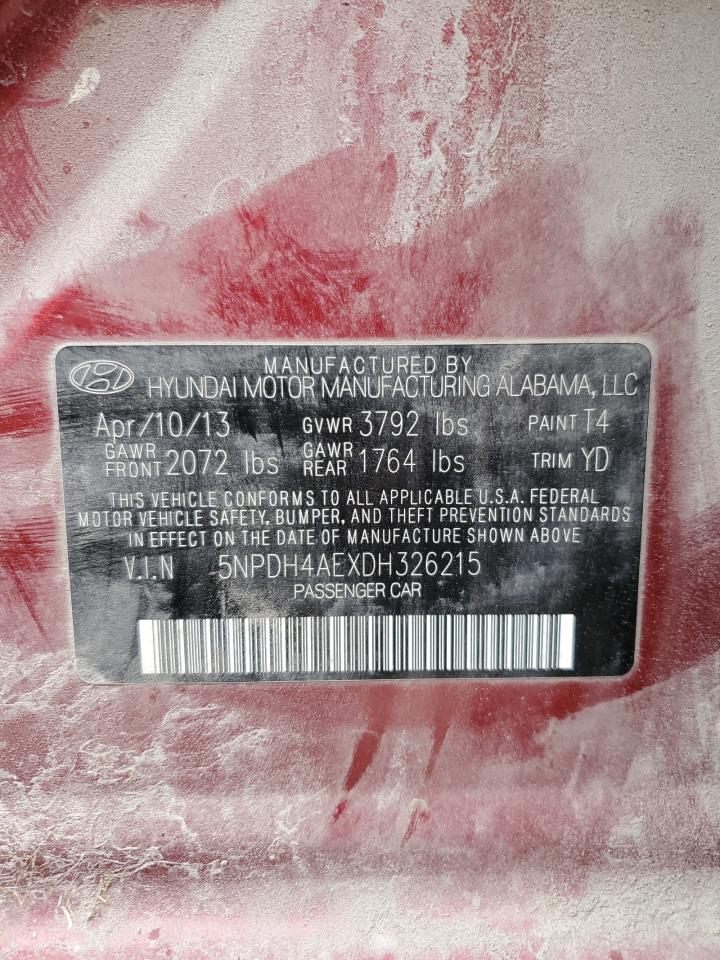 MANUFACTURED BY
HYUNDAI MOTOR MANUFACTURING ALABAMA, LLC
Apr/10/13 GVWR 3792 lbs PAINT T4
GAWR FRONT 2072 lbs GAWR REAR 1764 lbs TRIM YD
THIS VEHICLE CONFORMS TO ALL APPLICABLE U.S.A. FEDERAL
MOTOR VEHICLE SAFETY, BUMPER, AND THEFT PREVENTION STANDARDS
IN EFFECT ON THE DATE OF MANUFACTURE SHOWN ABOVE
V.I.N 5NPDH4AEXDH326215
PASSENGER CAR